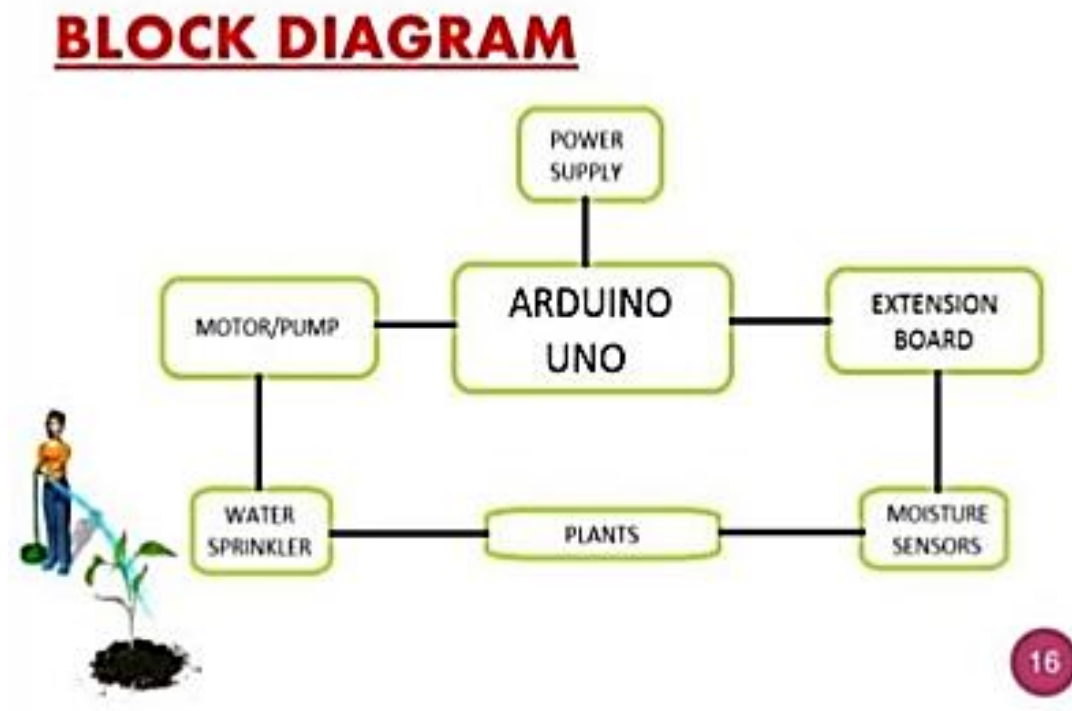 BLOCK DIAGRAM
POWER
SUPPLY
MOTOR/PUMP
ARDUINO
UNO
EXTENSION
BOARD
WATER
SPRINKLER
PLANTS
MOISTURE
SENSORS
16